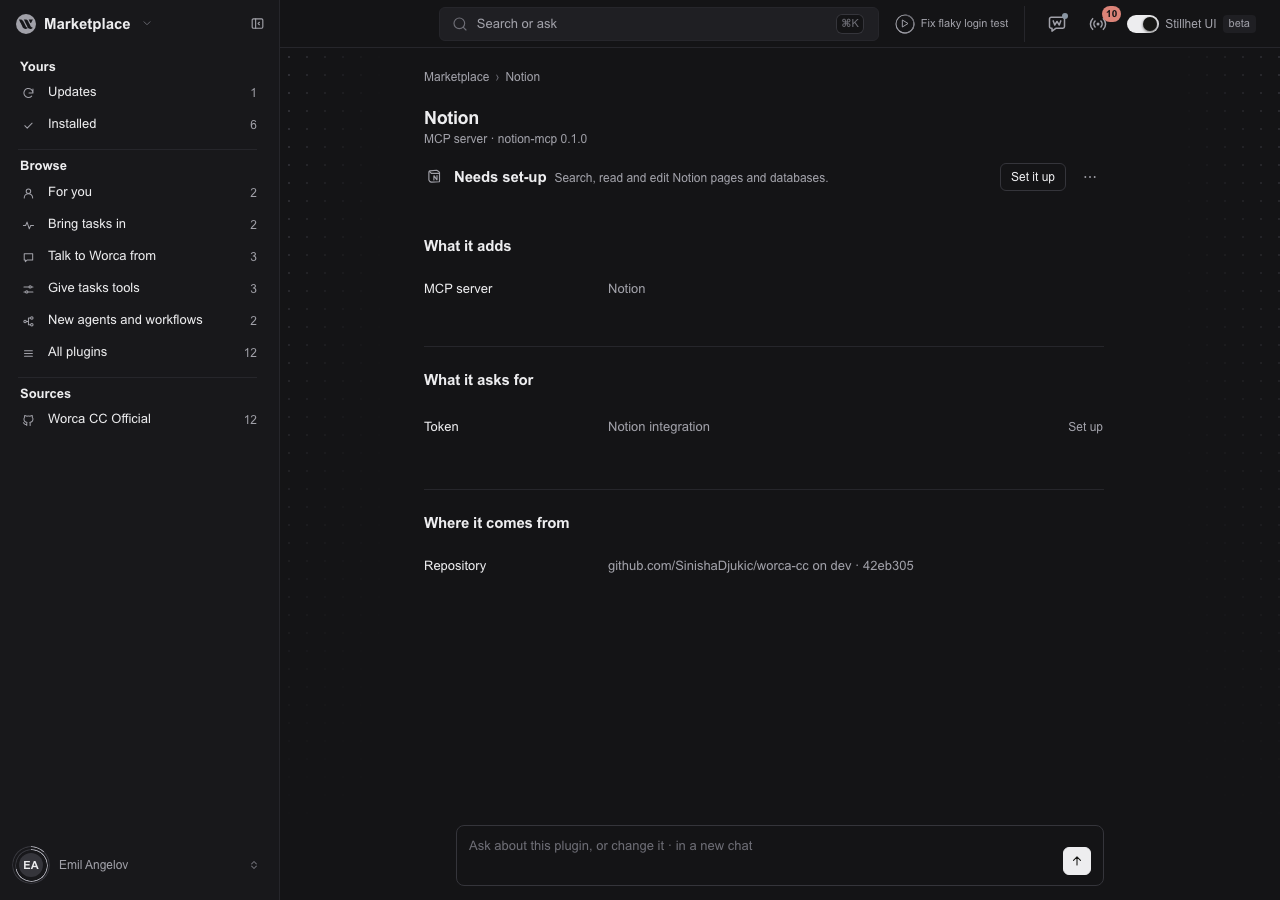 Marketplace
Search or ask
⌘K
Fix flaky login test
10
Stillhet UI
beta
Yours
Updates 1
Installed 6
Browse
For you 2
Bring tasks in 2
Talk to Worca from 3
Give tasks tools 3
New agents and workflows 2
All plugins 12
Sources
Worca CC Official 12
EA
Emil Angelov
Marketplace › Notion
Notion
MCP server · notion-mcp 0.1.0
Needs set-up Search, read and edit Notion pages and databases.
Set it up
What it adds
MCP server Notion
What it asks for
Token Notion integration Set up
Where it comes from
Repository github.com/SinishaDjukic/worca-cc on dev · 42eb305
Ask about this plugin, or change it · in a new chat